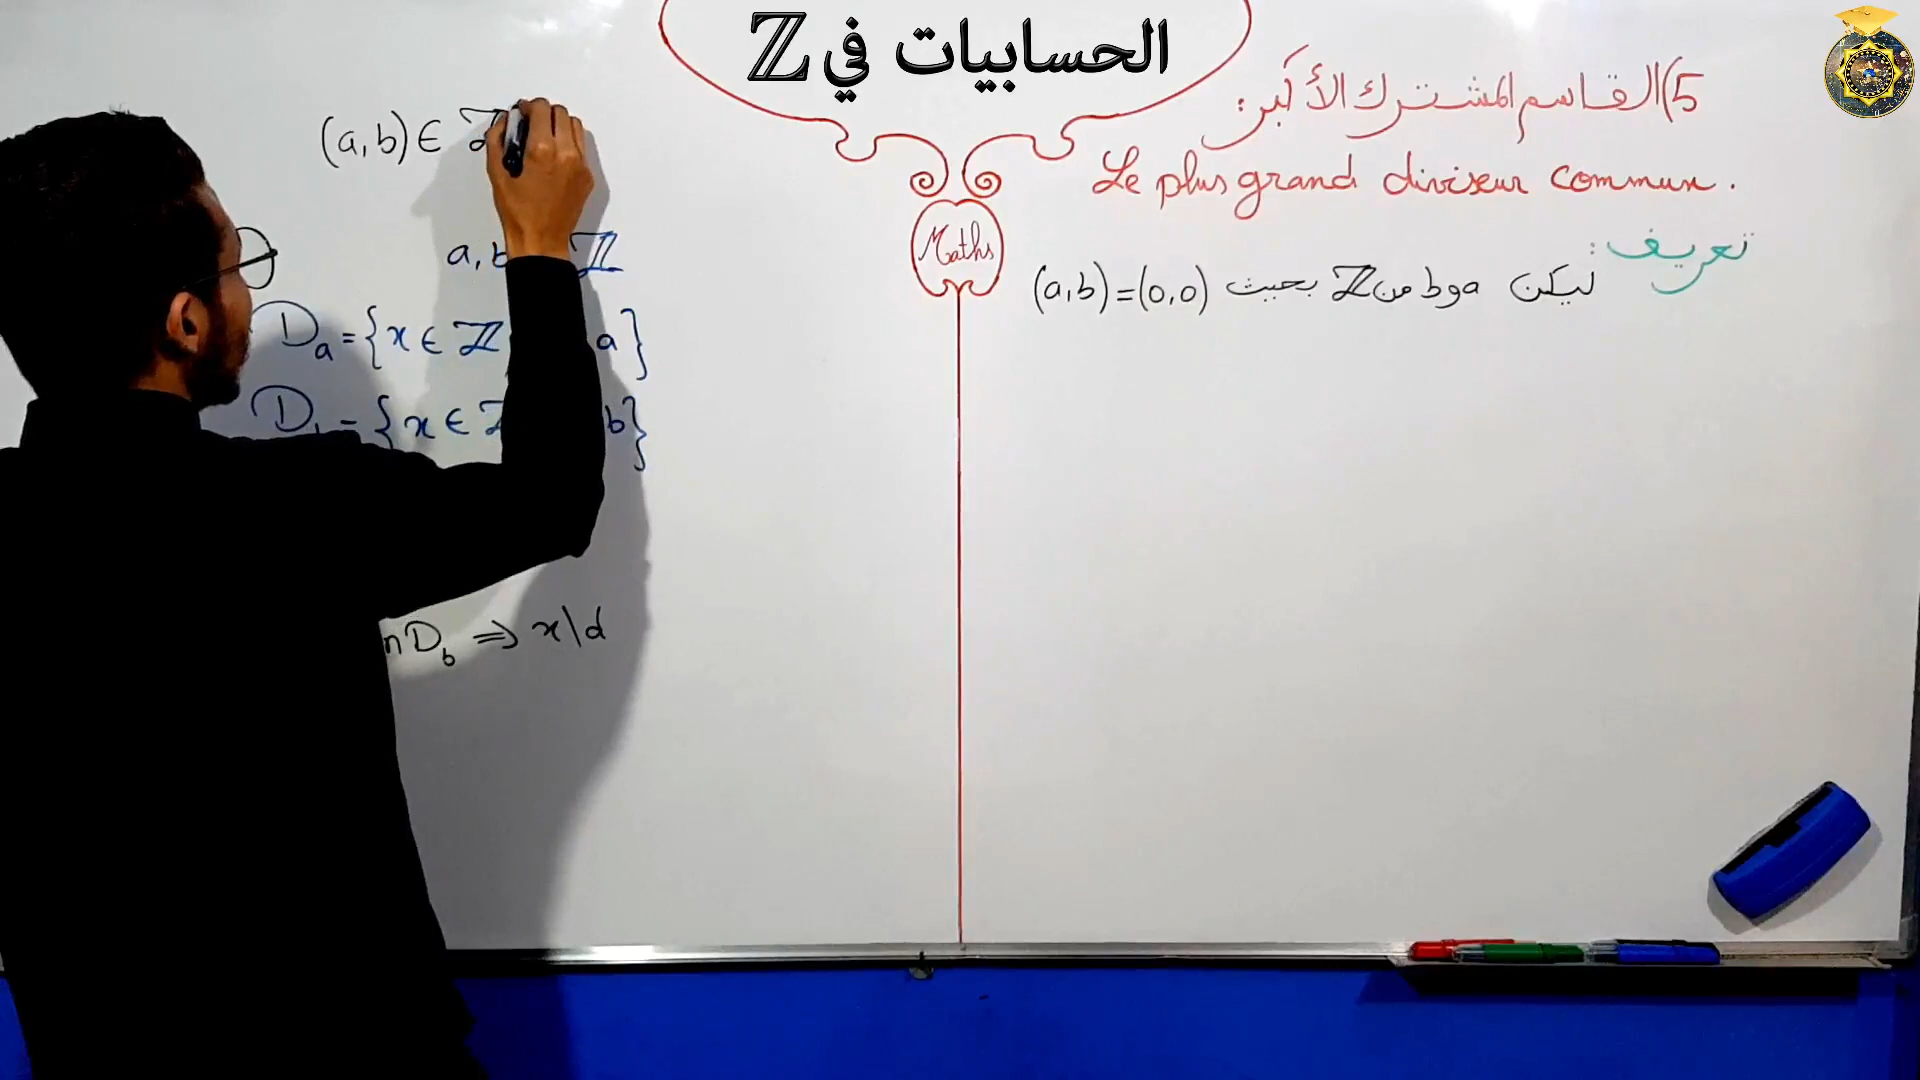 الحسابيات في ℤ
5) القاسم المشترك الأكبر:
Le plus grand diviseur commun.
Maths
تعريف:
ليكن a و b من ℤ بحيث (a,b)=(0,0)
(a,b)∈ ℤ
a, b ℤ
D_a={x∈ℤ a}
D ={x∈ℤ b}
∩D_b ⇒ x|d